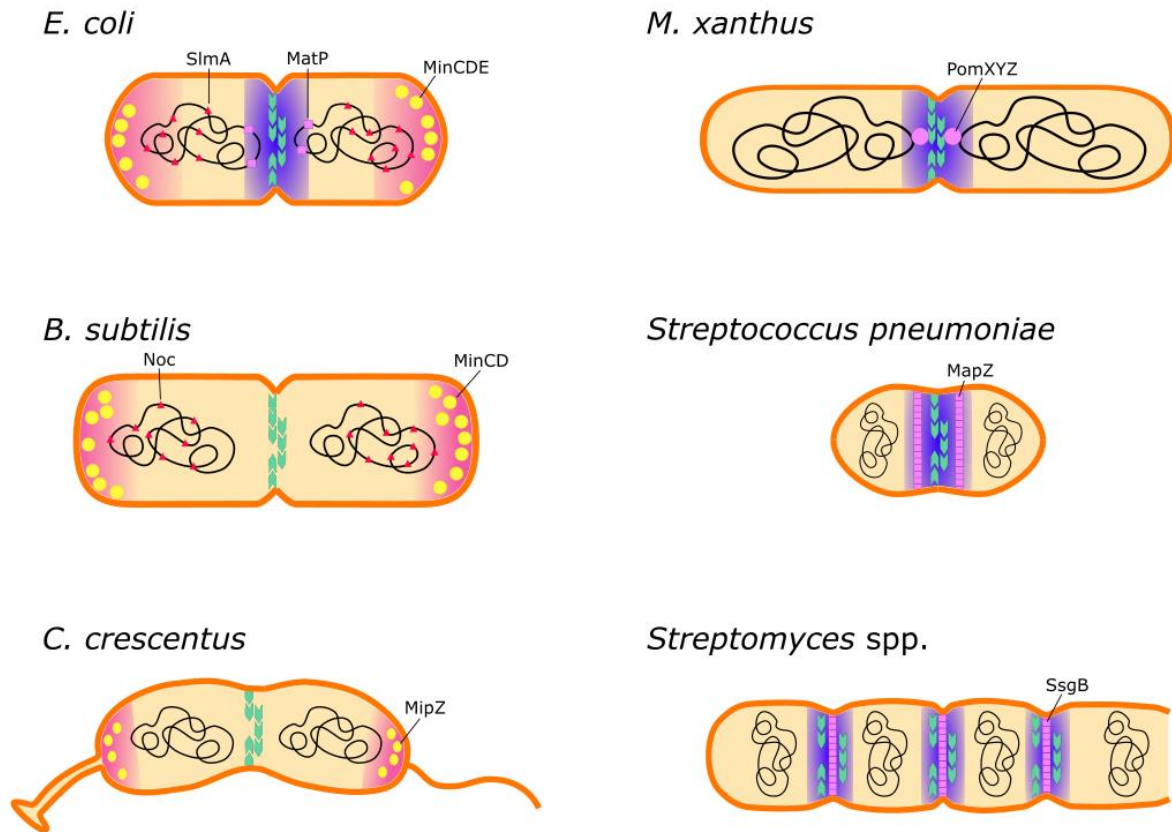 E. coli
SlmA
MatP
MinCDE
M. xanthus
PomXYZ
B. subtilis
Noc
MinCD
Streptococcus pneumoniae
MapZ
C. crescentus
MipZ
Streptomyces spp.
SsgB